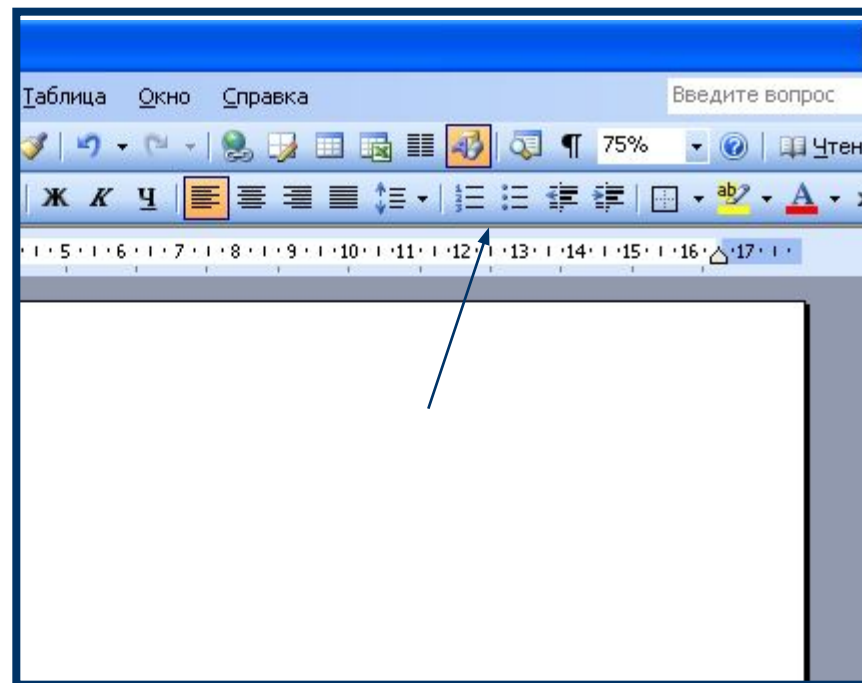 Таблица Окно Справка Введите вопрос
75% Чтен
Ж К Ч A
5 6 7 8 9 10 11 12 13 14 15 16 17